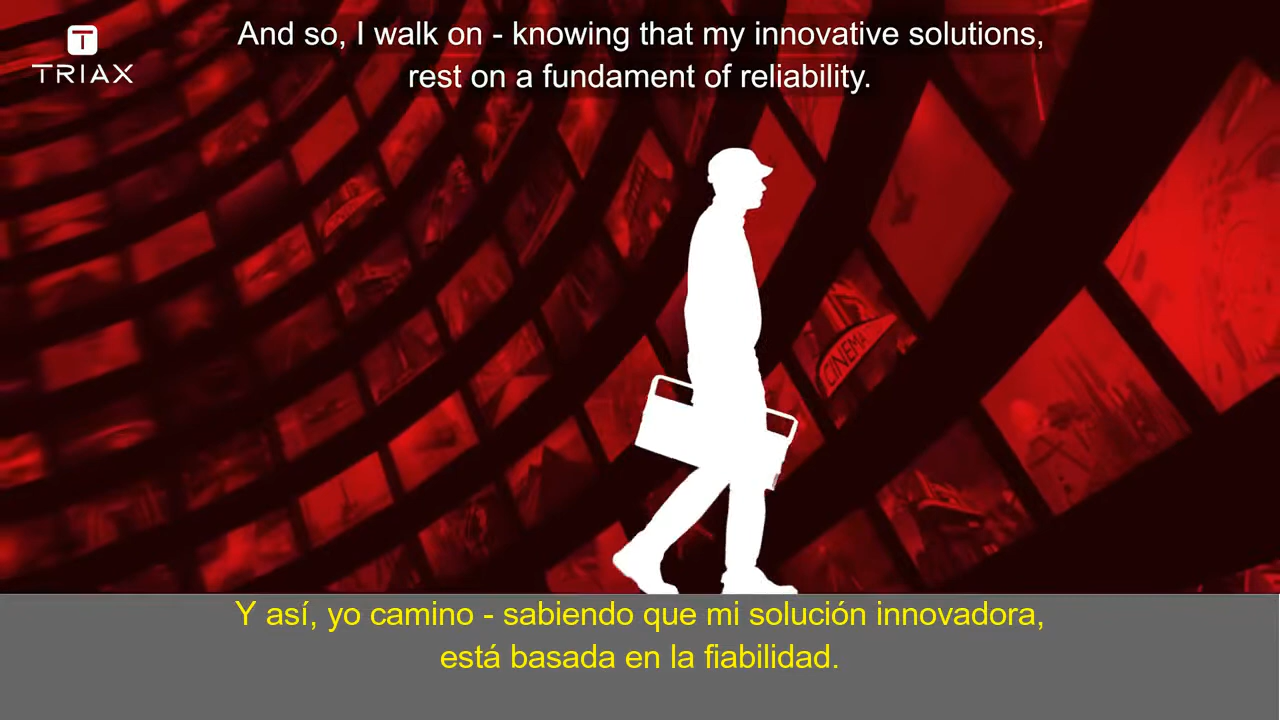 And so, I walk on - knowing that my innovative solutions,
rest on a fundament of reliability.
T
TRIAX
CINEMA
Y así, yo camino - sabiendo que mi solución innovadora,
está basada en la fiabilidad.